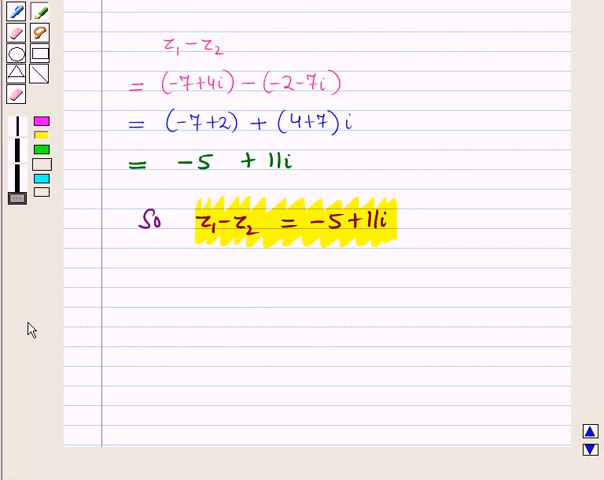 z₁ − z₂
= (-7+4i) − (-2-7i)
= (-7+2) + (4+7) i
= -5 + 11i
So z₁-z₂ = -5+11i